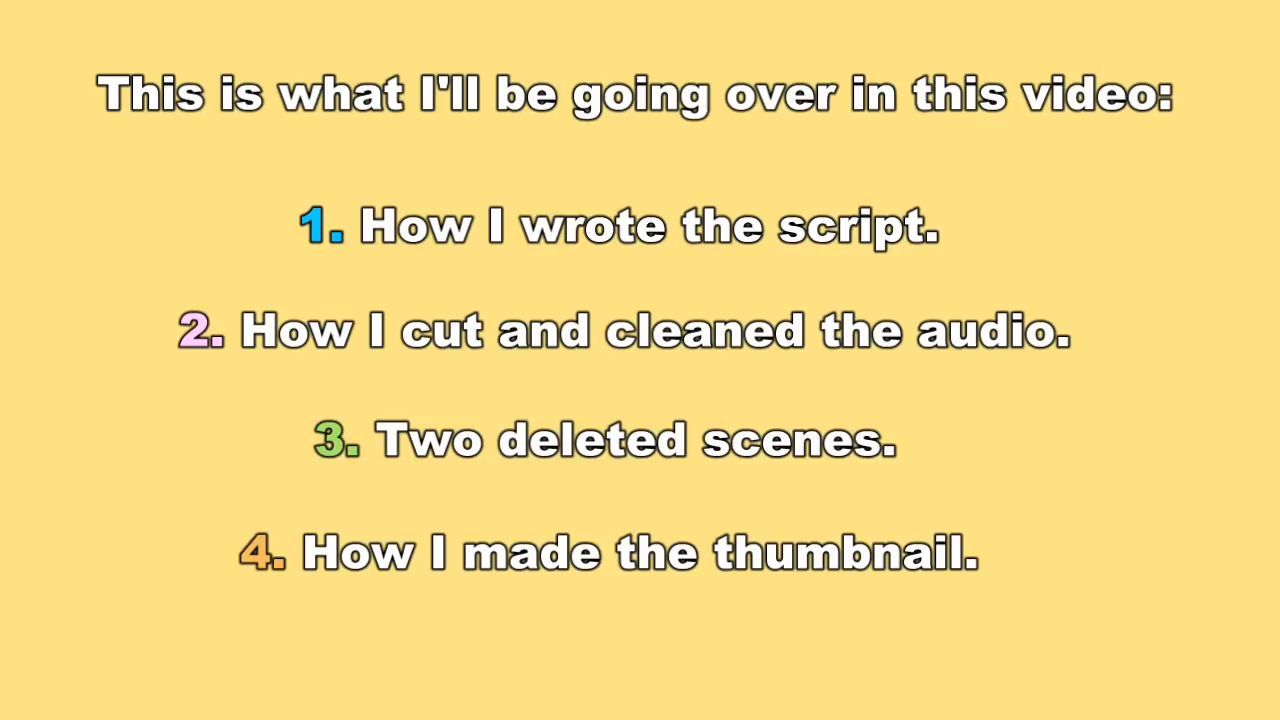 This is what I'll be going over in this video:
1. How I wrote the script.
2. How I cut and cleaned the audio.
3. Two deleted scenes.
4. How I made the thumbnail.